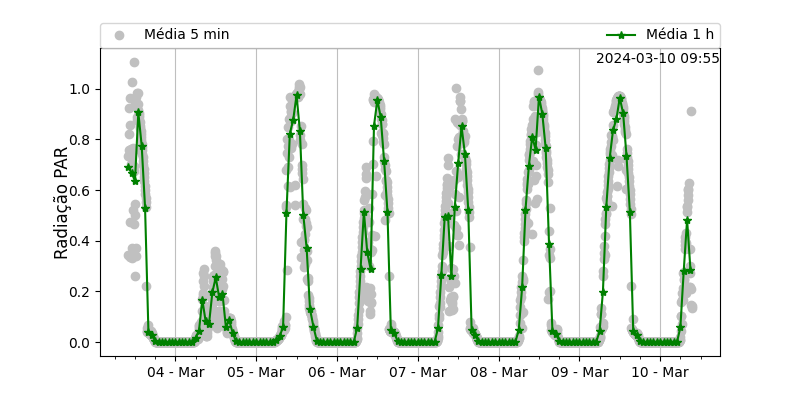 Média 5 min
Média 1 h
2024-03-10 09:55
Radiação PAR
1.0
0.8
0.6
0.4
0.2
0.0
04 - Mar
05 - Mar
06 - Mar
07 - Mar
08 - Mar
09 - Mar
10 - Mar